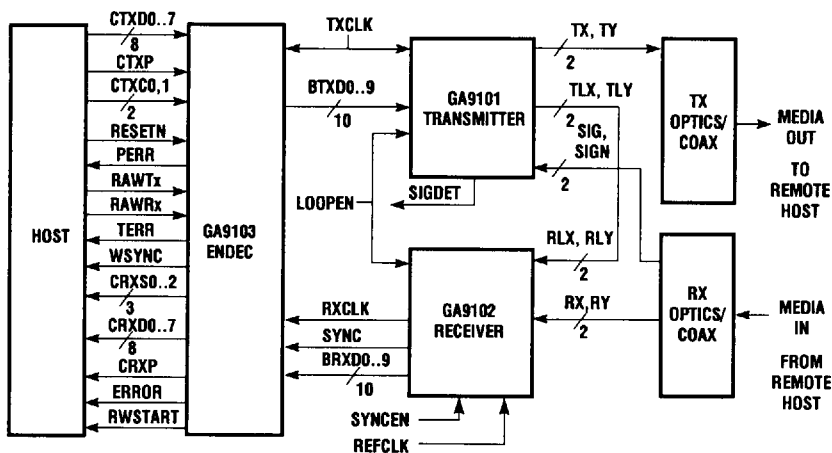 CTXD0..7
8
CTXP
CTXC0,1
2
RESETN
PERR
RAWTx
RAWRx
TERR
WSYNC
CRXS0..2
3
CRXD0..7
8
CRXP
ERROR
RWSTART
HOST
GA9103
ENDEC
TXCLK
BTXD0..9
10
LOOPEN
SIGDET
RXCLK
SYNC
BRXD0..9
10
SYNCEN
REFCLK
GA9101
TRANSMITTER
GA9102
RECEIVER
TX, TY
2
TLX, TLY
2
SIG,
SIGN
2
RLX, RLY
2
RX,RY
2
TX
OPTICS/
COAX
MEDIA
OUT
TO
REMOTE
HOST
RX
OPTICS/
COAX
MEDIA
IN
FROM
REMOTE
HOST